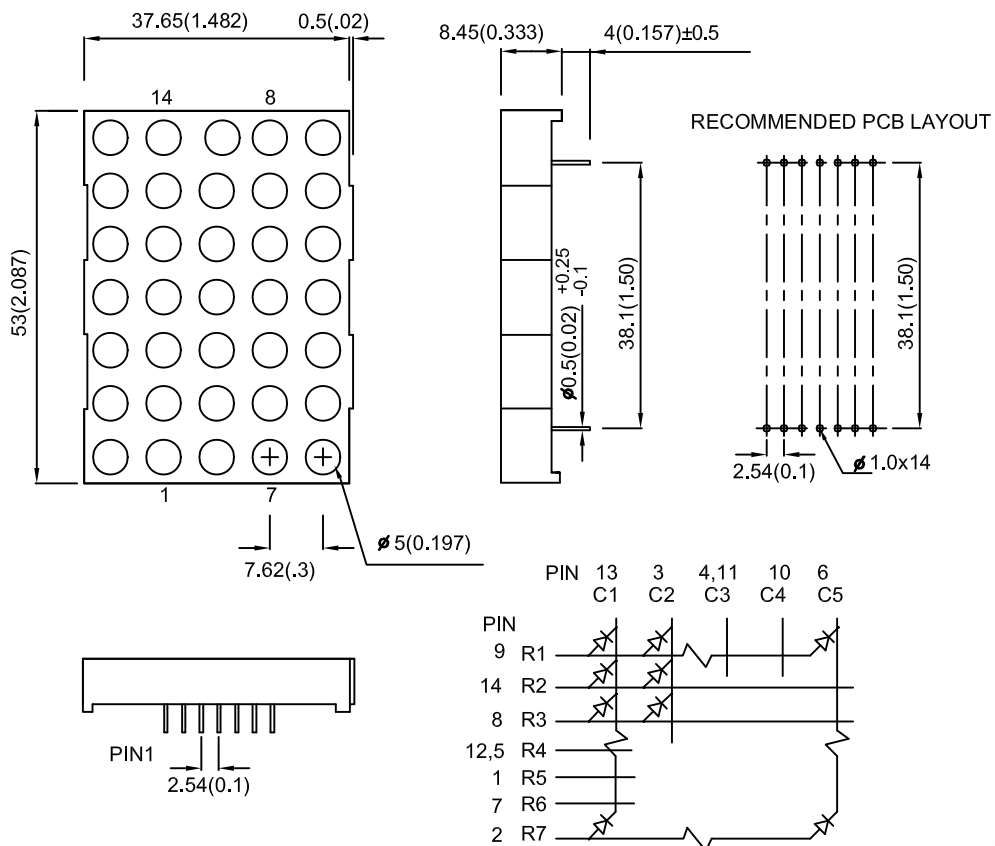 37.65(1.482)
0.5(.02)
8.45(0.333)
4(0.157)±0.5
14
8
RECOMMENDED PCB LAYOUT
53(2.087)
ø0.5(0.02) +0.25 -0.1
38.1(1.50)
38.1(1.50)
2.54(0.1)
ø 1.0x14
1
7
ø 5(0.197)
7.62(.3)
PIN 13 3 4,11 10 6
C1 C2 C3 C4 C5
PIN
9 R1
14 R2
8 R3
12,5 R4
1 R5
7 R6
2 R7
PIN1
2.54(0.1)